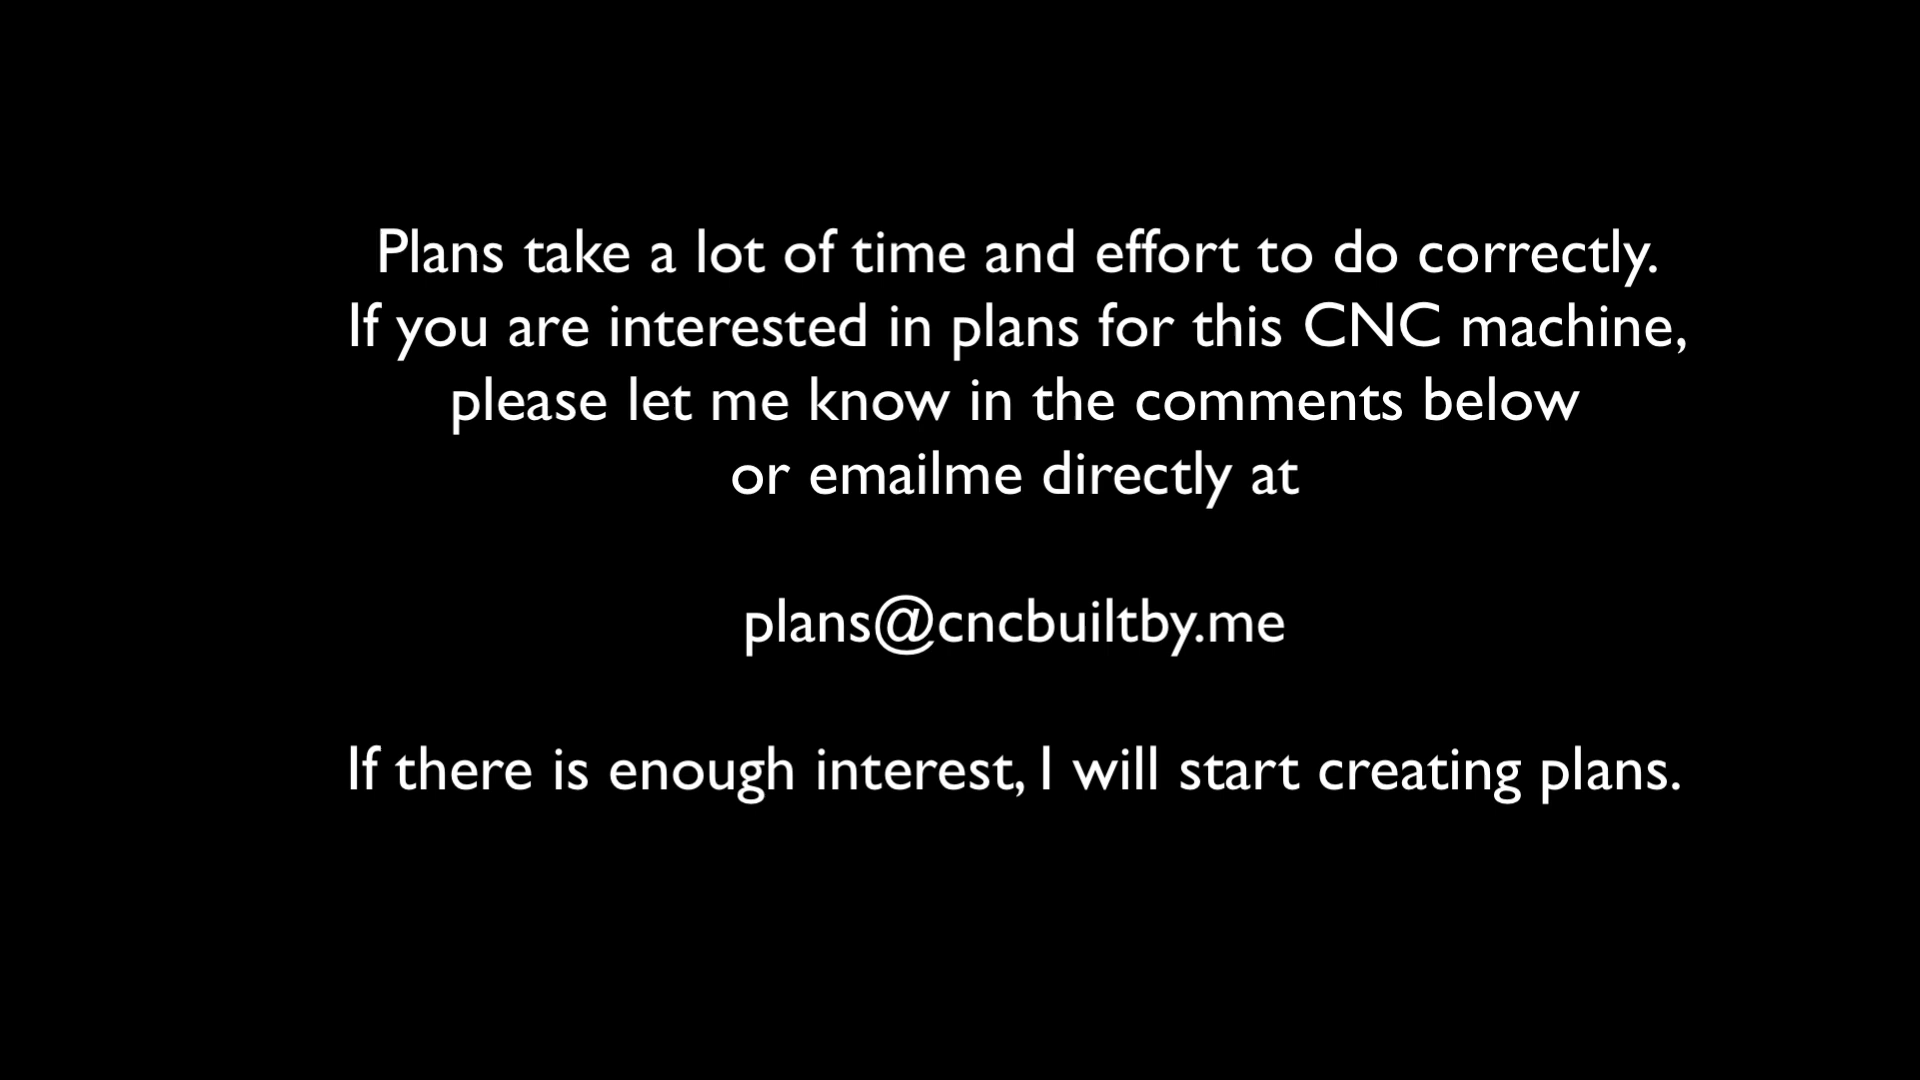 Plans take a lot of time and effort to do correctly.
If you are interested in plans for this CNC machine,
please let me know in the comments below
or emailme directly at
plans@cncbuiltby.me
If there is enough interest, I will start creating plans.